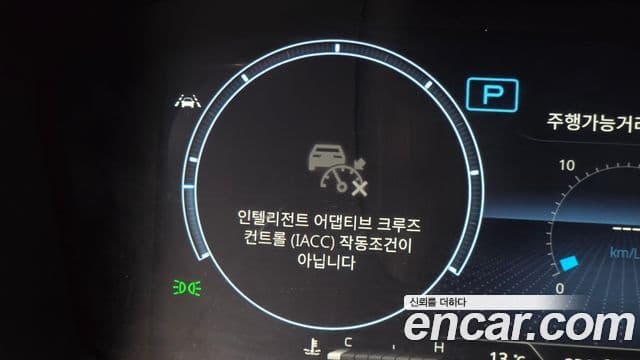 P
주행가능거리
인텔리전트 어댑티브 크루즈
컨트롤 (IACC) 작동조건이
아닙니다
10
---
km/L
0
신뢰를 더하다
encar.com
C
H
13 °C